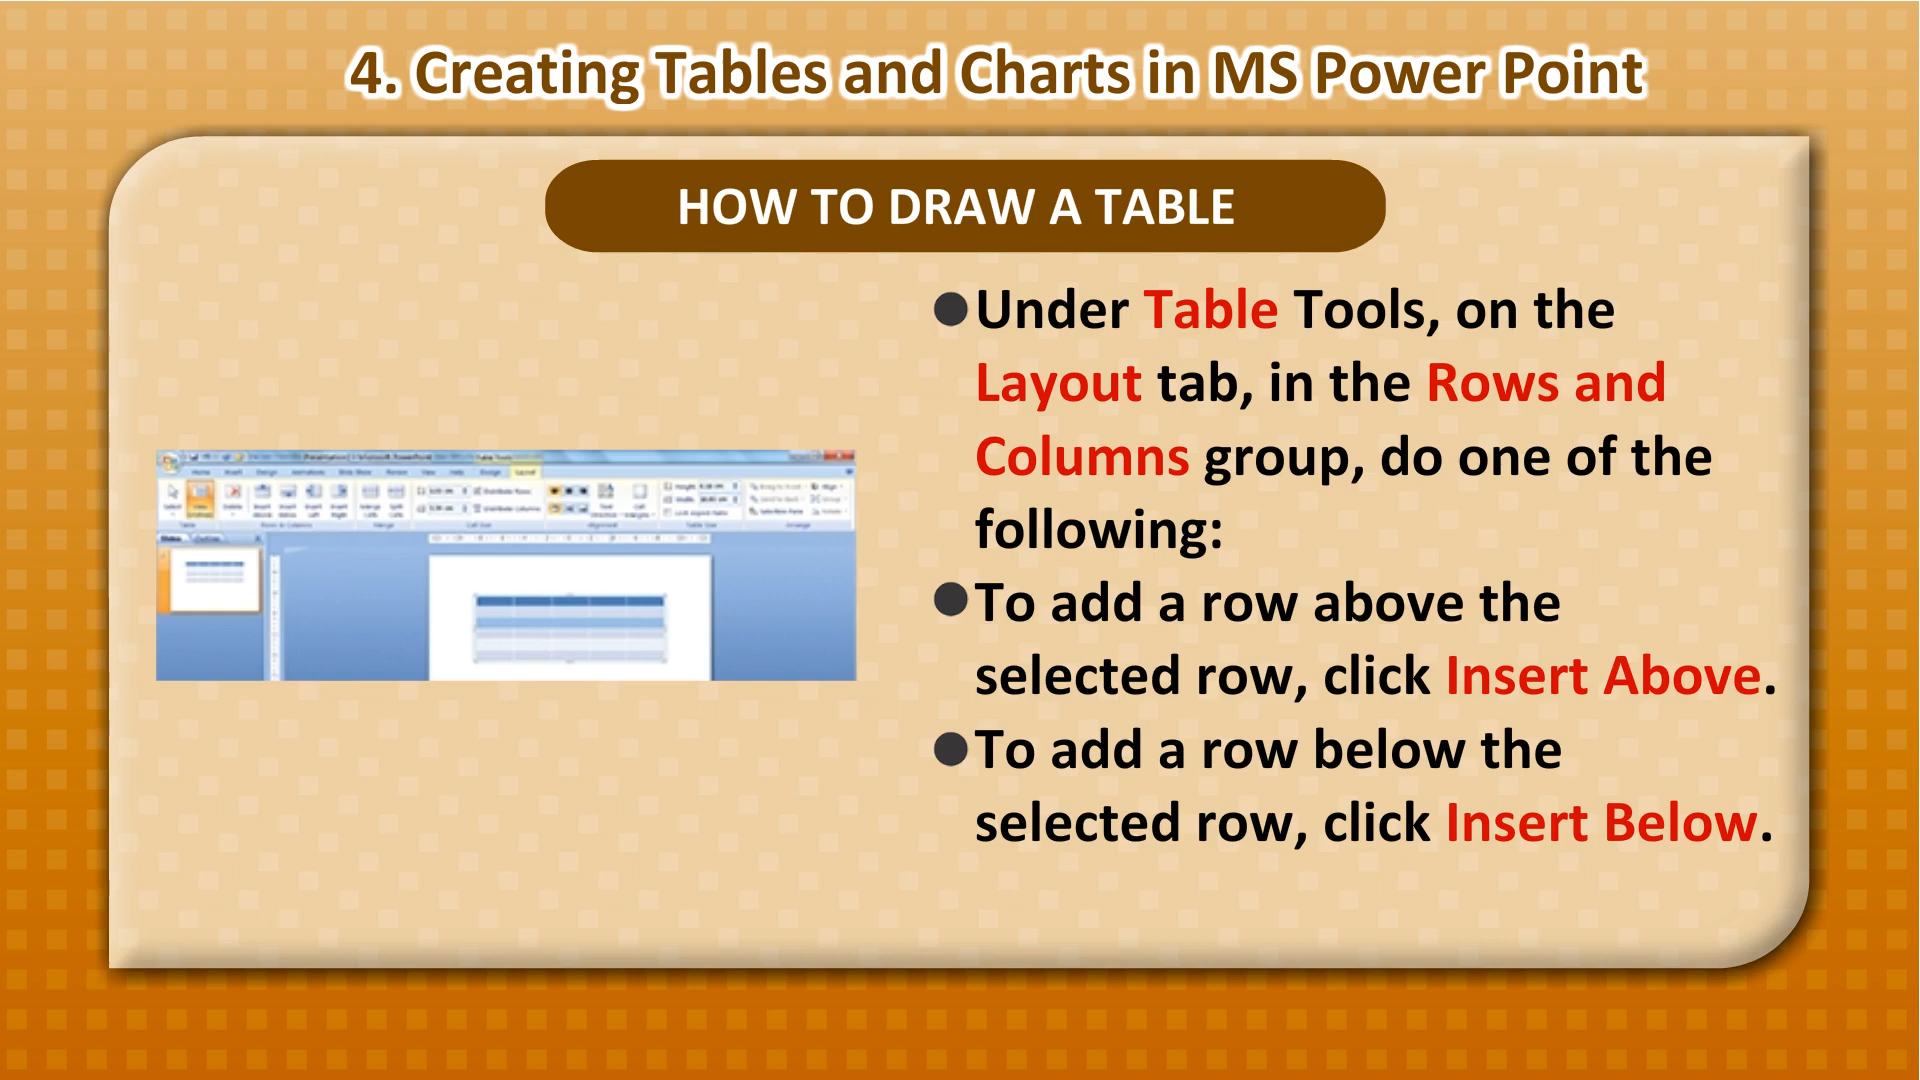 4. Creating Tables and Charts in MS Power Point
HOW TO DRAW A TABLE
Under Table Tools, on the
Layout tab, in the Rows and
Columns group, do one of the
following:
To add a row above the
selected row, click Insert Above.
To add a row below the
selected row, click Insert Below.